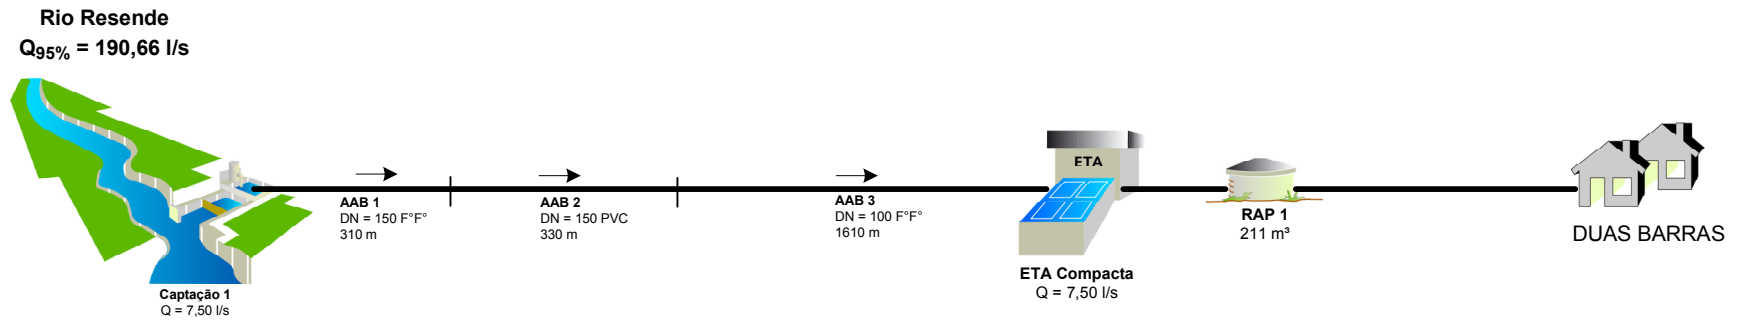 Rio Resende
Q95% = 190,66 l/s
Captação 1
Q = 7,50 l/s
AAB 1
DN = 150 F°F°
310 m
AAB 2
DN = 150 PVC
330 m
AAB 3
DN = 100 F°F°
1610 m
ETA
ETA Compacta
Q = 7,50 l/s
RAP 1
211 m³
DUAS BARRAS